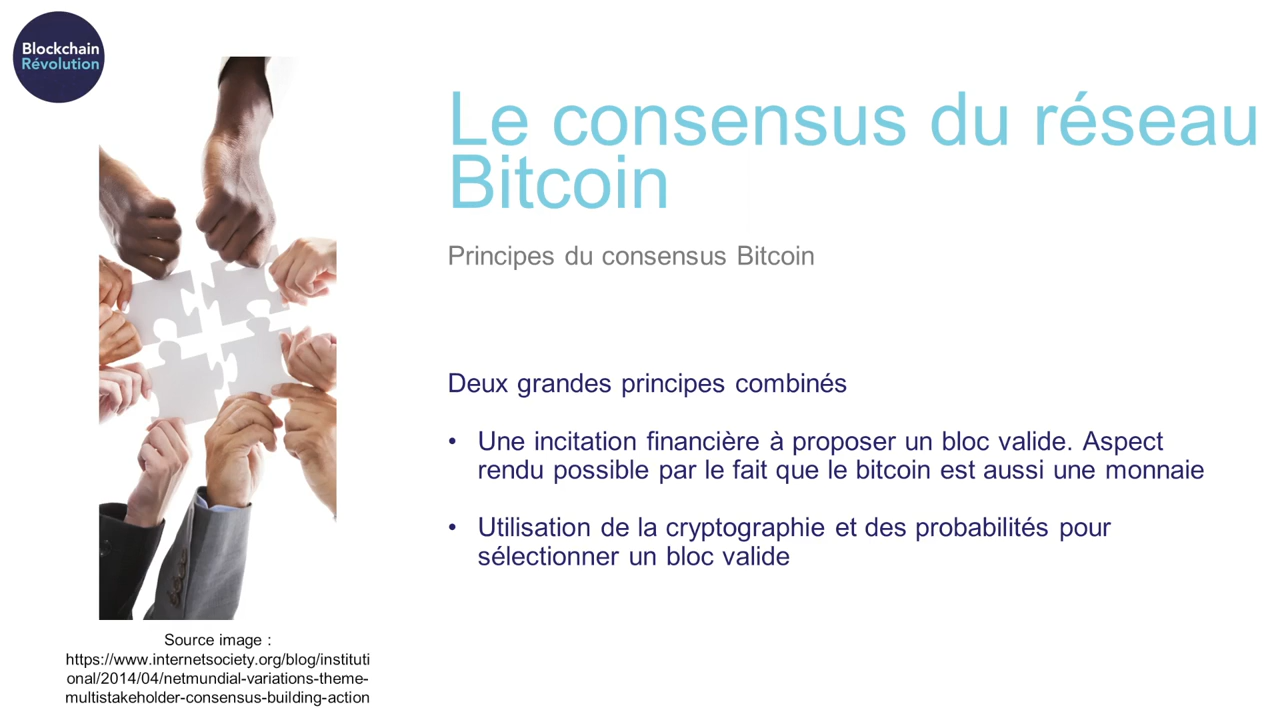 Blockchain
Révolution
Le consensus du réseau
Bitcoin
Principes du consensus Bitcoin
Deux grandes principes combinés
• Une incitation financière à proposer un bloc valide. Aspect
rendu possible par le fait que le bitcoin est aussi une monnaie
• Utilisation de la cryptographie et des probabilités pour
sélectionner un bloc valide
Source image :
https://www.internetsociety.org/blog/instituti
onal/2014/04/netmundial-variations-theme-
multistakeholder-consensus-building-action